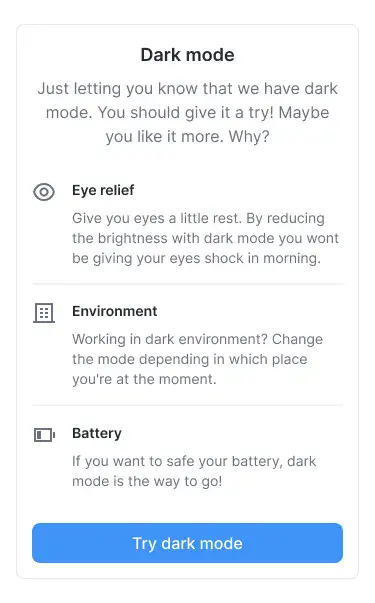 Dark mode
Just letting you know that we have dark
mode. You should give it a try! Maybe
you like it more. Why?
Eye relief
Give you eyes a little rest. By reducing
the brightness with dark mode you wont
be giving your eyes shock in morning.
Environment
Working in dark environment? Change
the mode depending in which place
you're at the moment.
Battery
If you want to safe your battery, dark
mode is the way to go!
Try dark mode